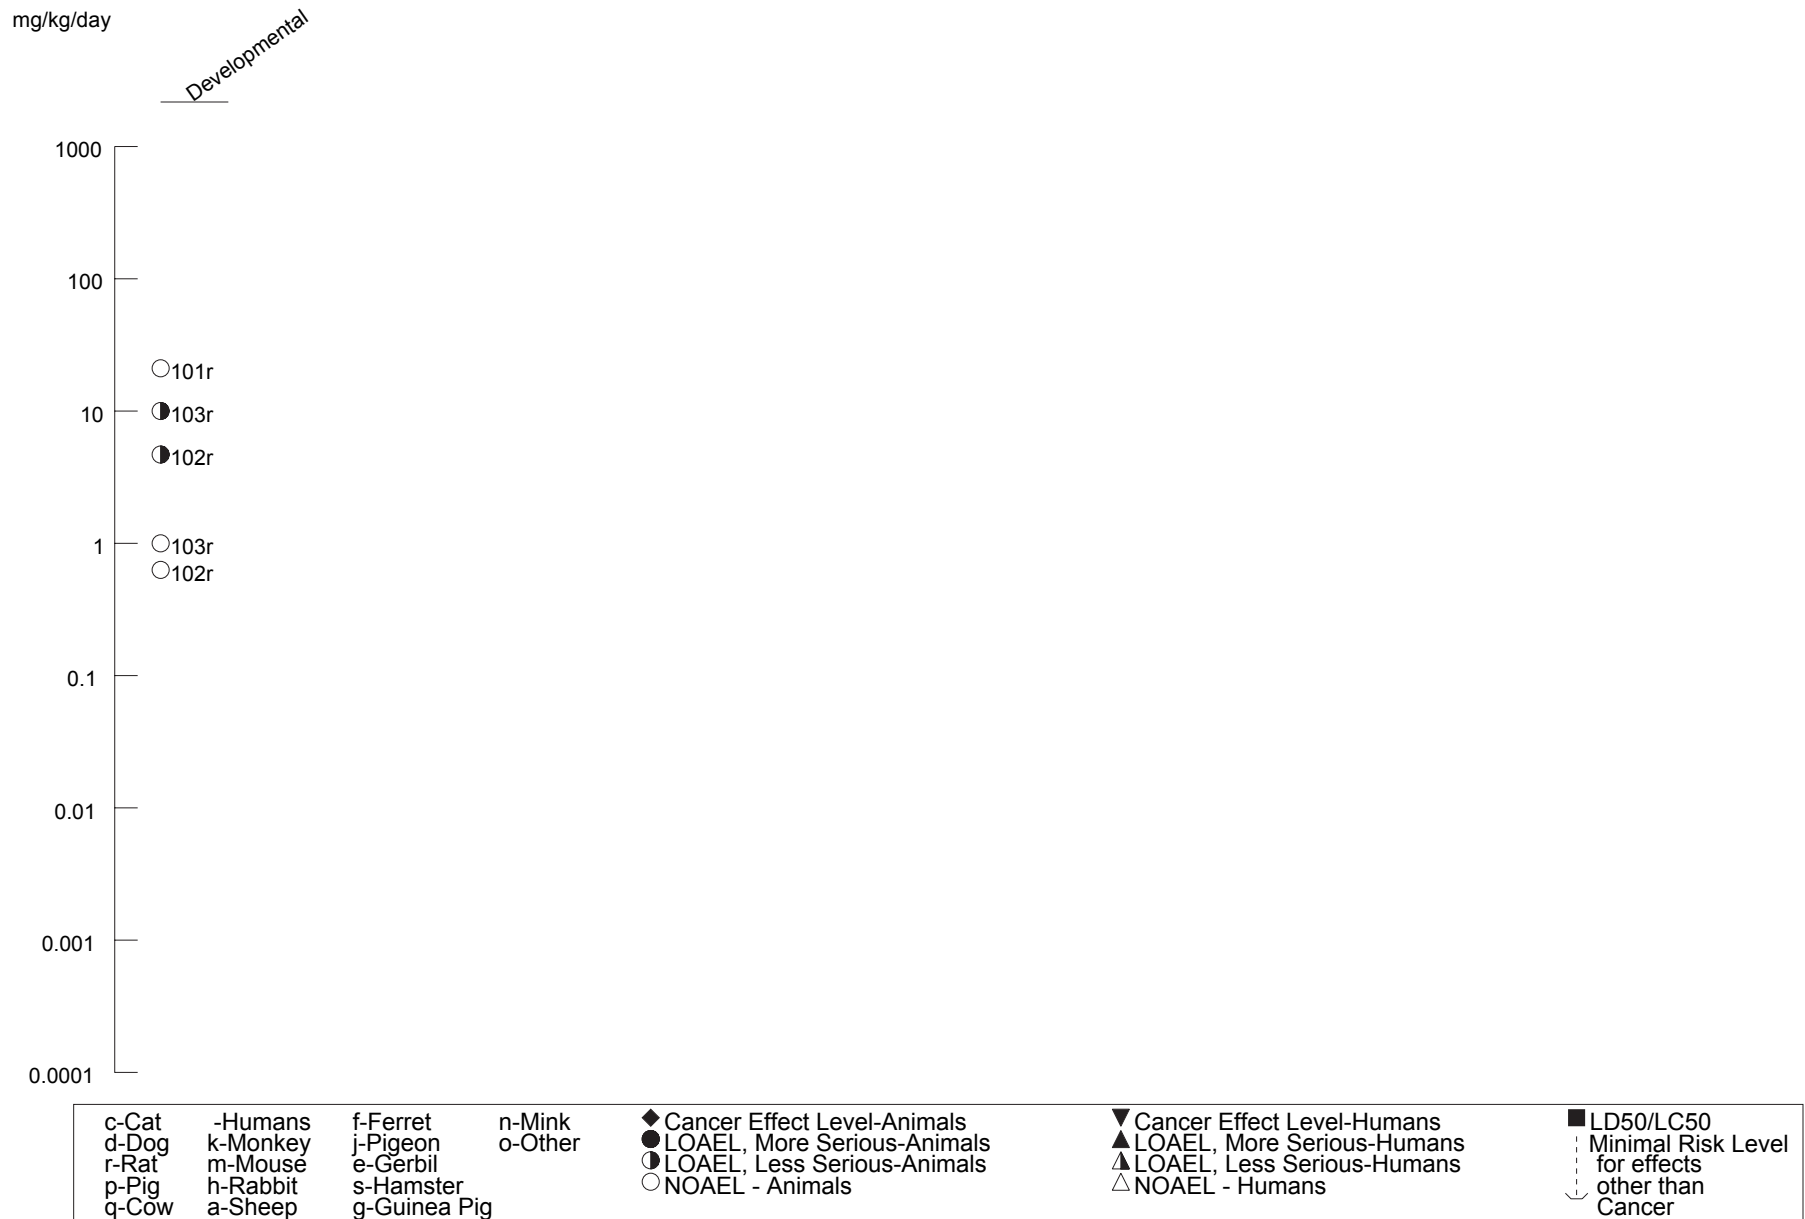 mg/kg/day
Developmental
1000
100
101r
10
103r
102r
1
103r
102r
0.1
0.01
0.001
0.0001
c-Cat -Humans f-Ferret n-Mink Cancer Effect Level-Animals Cancer Effect Level-Humans LD50/LC50
d-Dog k-Monkey j-Pigeon o-Other LOAEL, More Serious-Animals LOAEL, More Serious-Humans Minimal Risk Level
r-Rat m-Mouse e-Gerbil LOAEL, Less Serious-Animals LOAEL, Less Serious-Humans for effects
p-Pig h-Rabbit s-Hamster NOAEL - Animals NOAEL - Humans other than
q-Cow a-Sheep g-Guinea Pig Cancer